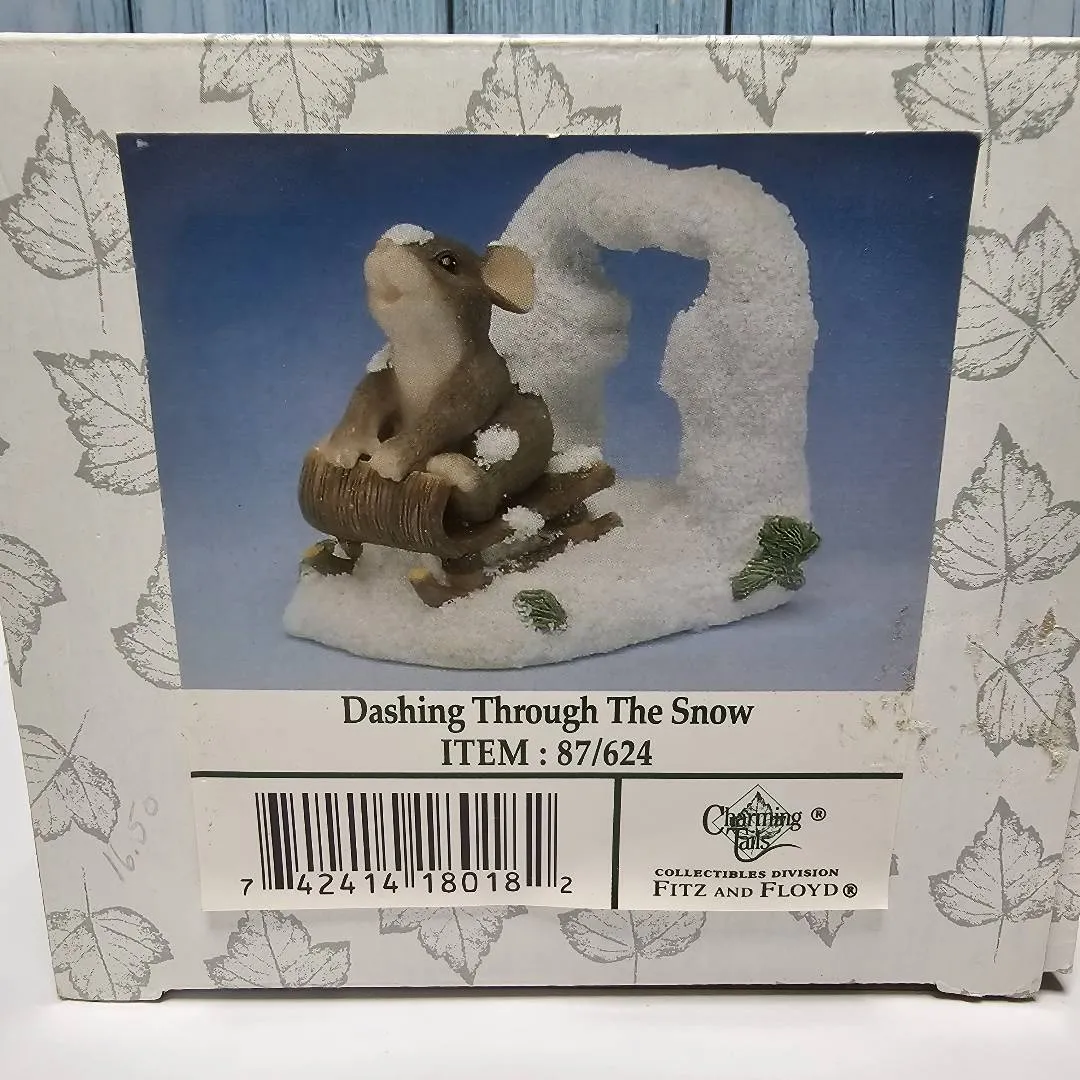 Dashing Through The Snow
ITEM : 87/624
7 42414 18018 2
Charming Tails ®
COLLECTIBLES DIVISION
FITZ AND FLOYD®
16.50